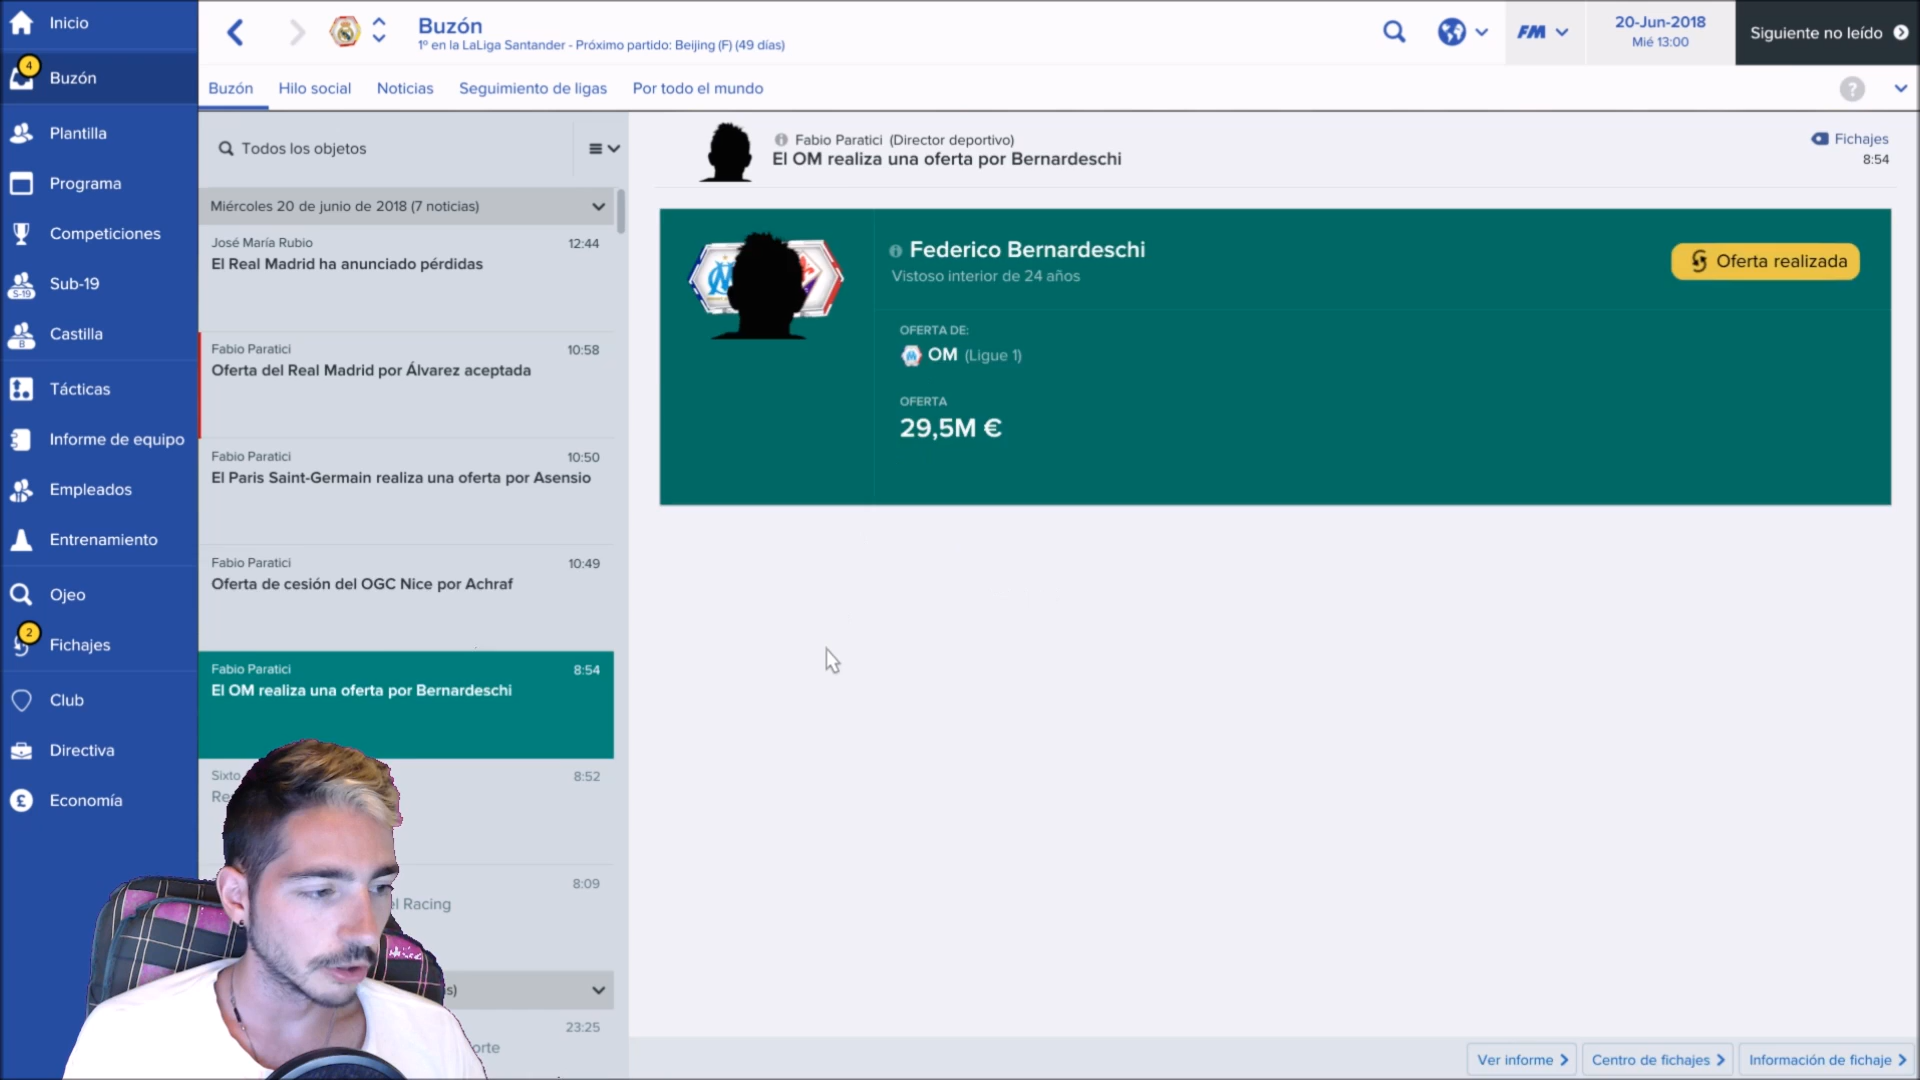 Inicio
4
Buzón
Plantilla
Programa
Competiciones
S-19
Sub-19
B
Castilla
Tácticas
Informe de equipo
Empleados
Entrenamiento
Ojeo
2
Fichajes
Club
Directiva
£
Economía
Buzón
1º en la LaLiga Santander - Próximo partido: Beijing (F) (49 días)
FM
20-Jun-2018
Mié 13:00
Siguiente no leído
Buzón
Hilo social
Noticias
Seguimiento de ligas
Por todo el mundo
?
Todos los objetos
Miércoles 20 de junio de 2018 (7 noticias)
José María Rubio
12:44
El Real Madrid ha anunciado pérdidas
Fabio Paratici
10:58
Oferta del Real Madrid por Álvarez aceptada
Fabio Paratici
10:50
El Paris Saint-Germain realiza una oferta por Asensio
Fabio Paratici
10:49
Oferta de cesión del OGC Nice por Achraf
Fabio Paratici
8:54
El OM realiza una oferta por Bernardeschi
Sixto
8:52
8:09
el Racing
23:25
Fabio Paratici (Director deportivo)
El OM realiza una oferta por Bernardeschi
Fichajes
8:54
Federico Bernardeschi
Vistoso interior de 24 años
Oferta realizada
OFERTA DE:
OM (Ligue 1)
OFERTA
29,5M €
Ver informe
Centro de fichajes
Información de fichaje